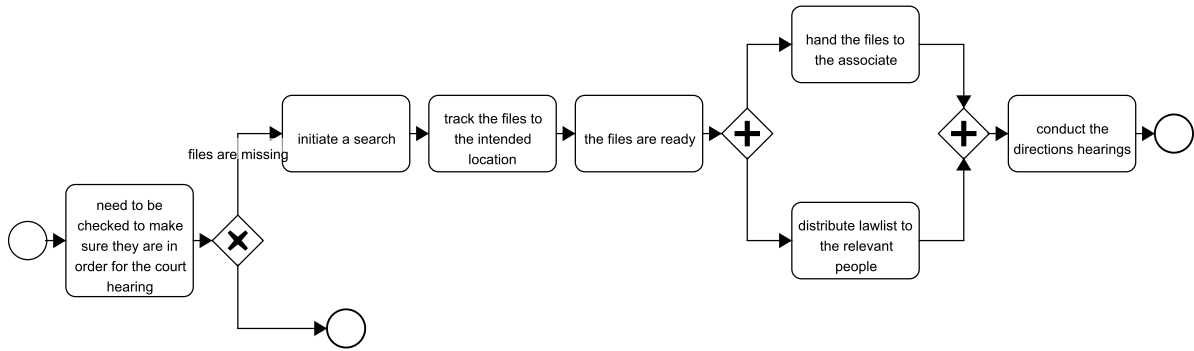 need to be
checked to make
sure they are in
order for the court
hearing
files are missing
initiate a search
track the files to
the intended
location
the files are ready
hand the files to
the associate
distribute lawlist to
the relevant
people
conduct the
directions hearings